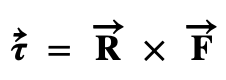 τ⃗ = R⃗ × F⃗